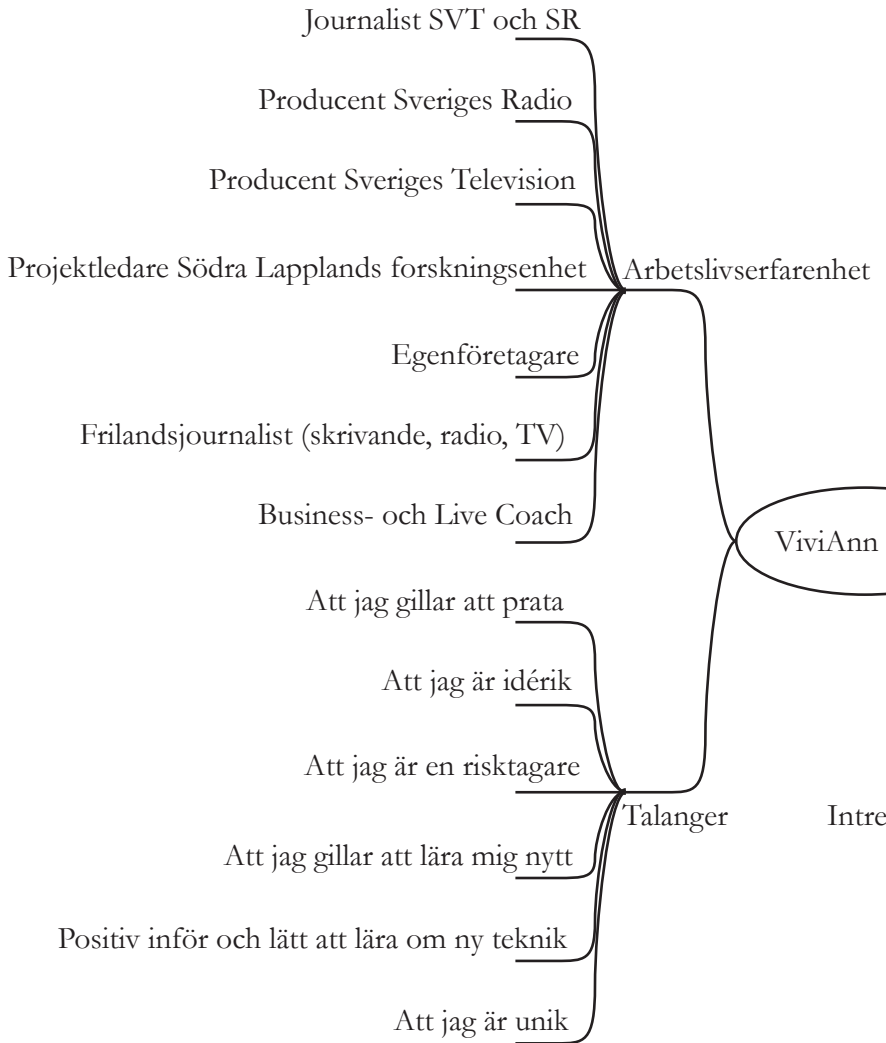 Journalist SVT och SR
Producent Sveriges Radio
Producent Sveriges Television
Projektledare Södra Lapplands forskningsenhet
Arbetslivserfarenhet
Egenföretagare
Frilandsjournalist (skrivande, radio, TV)
Business- och Live Coach
ViviAnn
Att jag gillar att prata
Att jag är idérik
Att jag är en risktagare
Talanger
Intre
Att jag gillar att lära mig nytt
Positiv inför och lätt att lära om ny teknik
Att jag är unik